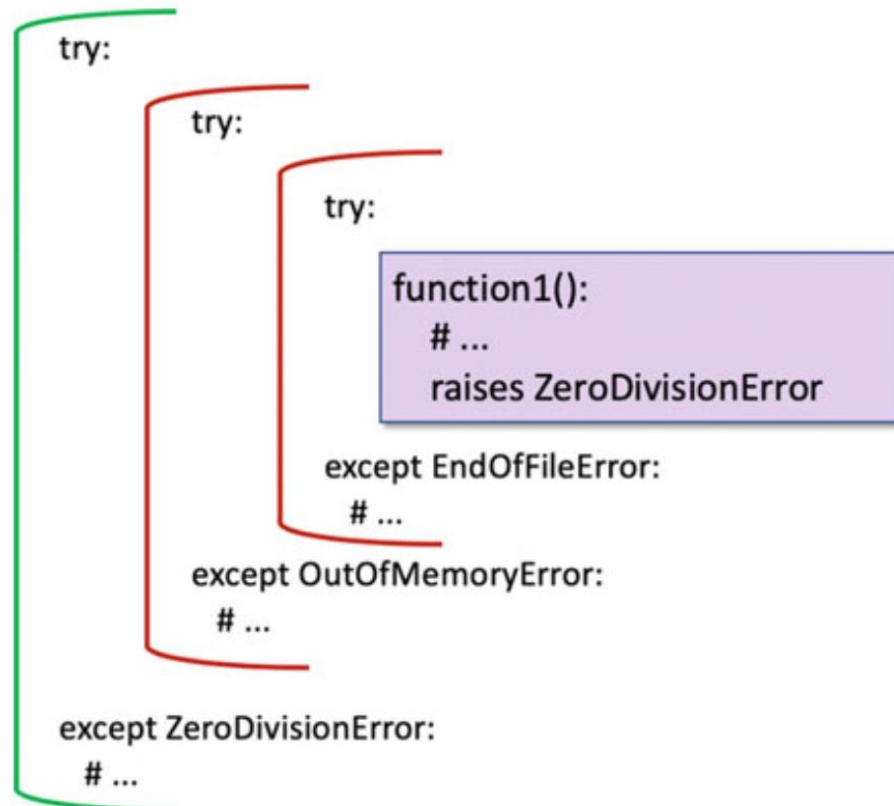 try:
try:
try:
function1():
# ...
raises ZeroDivisionError
except EndOfFileError:
# ...
except OutOfMemoryError:
# ...
except ZeroDivisionError:
# ...